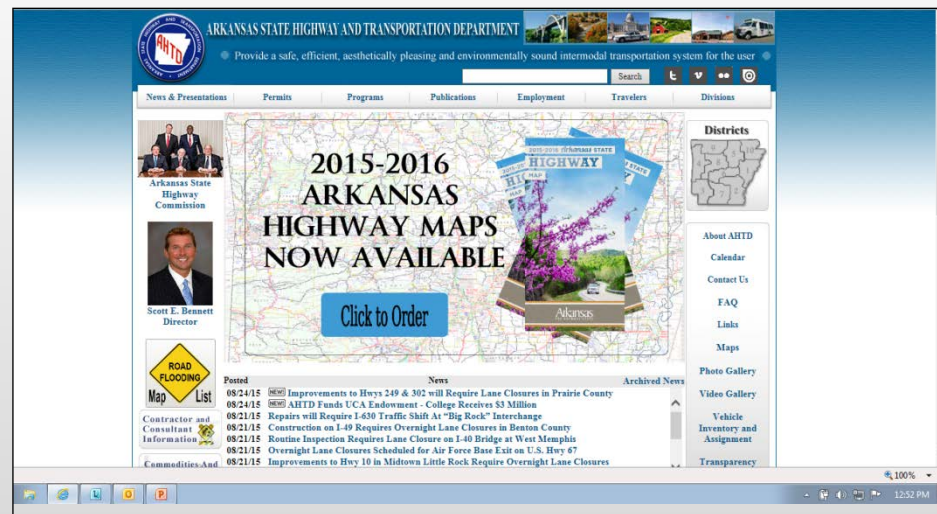 ARKANSAS STATE HIGHWAY AND TRANSPORTATION DEPARTMENT
AHTD
Provide a safe, efficient, aesthetically pleasing and environmentally sound intermodal transportation system for the user
Search
News & Presentations Permits Programs Publications Employment Travelers Divisions
Arkansas State
Highway
Commission
Scott E. Bennett
Director
ROAD
FLOODING
Map List
Contractor and
Consultant
Information
Commodities And
2015-2016
ARKANSAS
HIGHWAY MAPS
NOW AVAILABLE
Click to Order
HIGHWAY
MAP
Arkansas
Posted News Archived News
08/24/15 NEW! Improvements to Hwys 249 & 302 will Require Lane Closures in Prairie County
08/24/15 NEW! AHTD Funds UCA Endowment - College Receives $3 Million
08/21/15 Repairs will Require I-630 Traffic Shift At “Big Rock” Interchange
08/21/15 Construction on I-49 Requires Overnight Lane Closures in Benton County
08/21/15 Routine Inspection Requires Lane Closure on I-40 Bridge at West Memphis
08/21/15 Overnight Lane Closures Scheduled for Air Force Base Exit on U.S. Hwy 67
08/21/15 Improvements to Hwy 10 in Midtown Little Rock Require Overnight Lane Closures
Districts
About AHTD
Calendar
Contact Us
FAQ
Links
Maps
Photo Gallery
Video Gallery
Vehicle
Inventory and
Assignment
Transparency
100%
12:52 PM